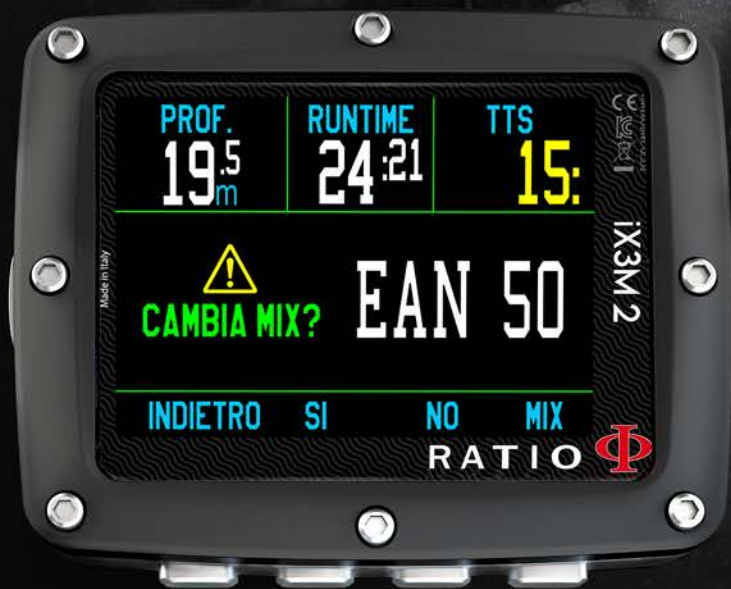 PROF. RUNTIME TTS
19.5m 24:21 15:
CAMBIA MIX? EAN 50
INDIETRO SI NO MIX
RATIO
iX3M 2
Made in Italy
CE